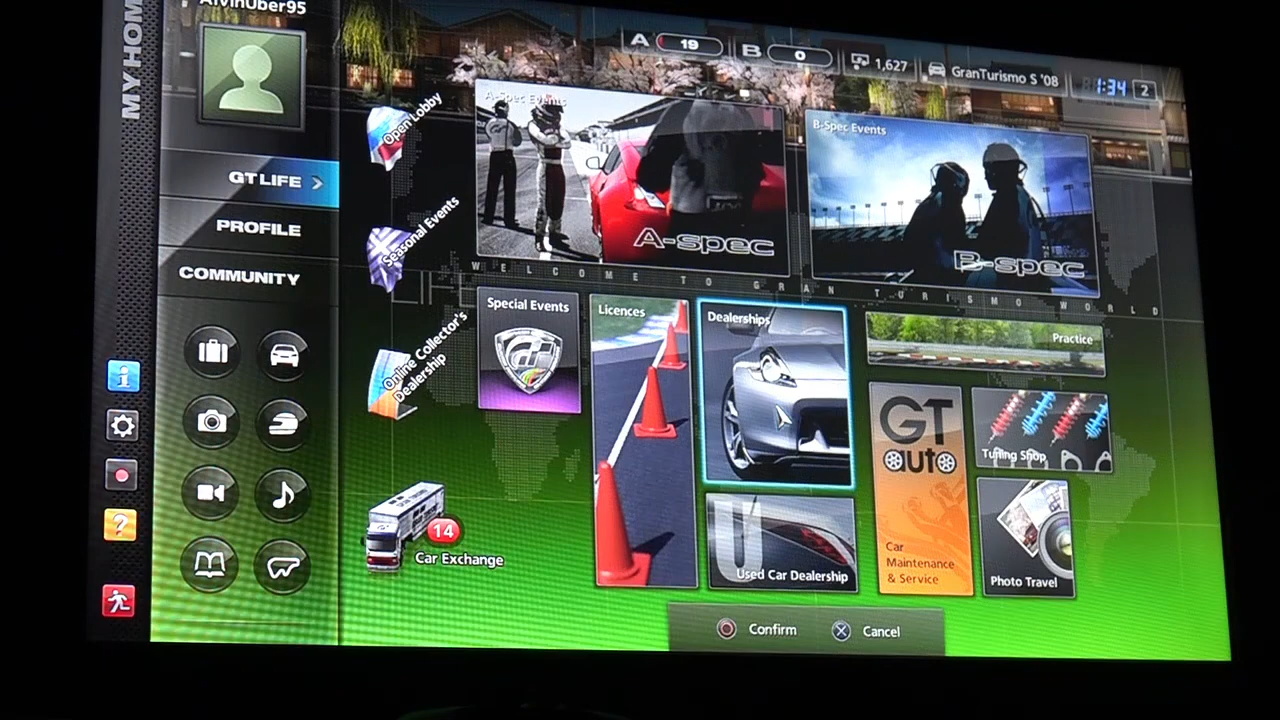 AlvinUber95
MY HOM
A 19
B 0
1,627
GranTurismo S '08
1:34
2
GT LIFE
PROFILE
COMMUNITY
Open Lobby
Seasonal Events
Online Collector's
Dealership
14
Car Exchange
A-Spec Events
A-spec
B-Spec Events
B-spec
WELCOME TO GRAN TURISMO WORLD
Special Events
Licences
Dealerships
U
Used Car Dealership
Practice
GT
auto
Car
Maintenance
& Service
Tuning Shop
Photo Travel
Confirm
Cancel